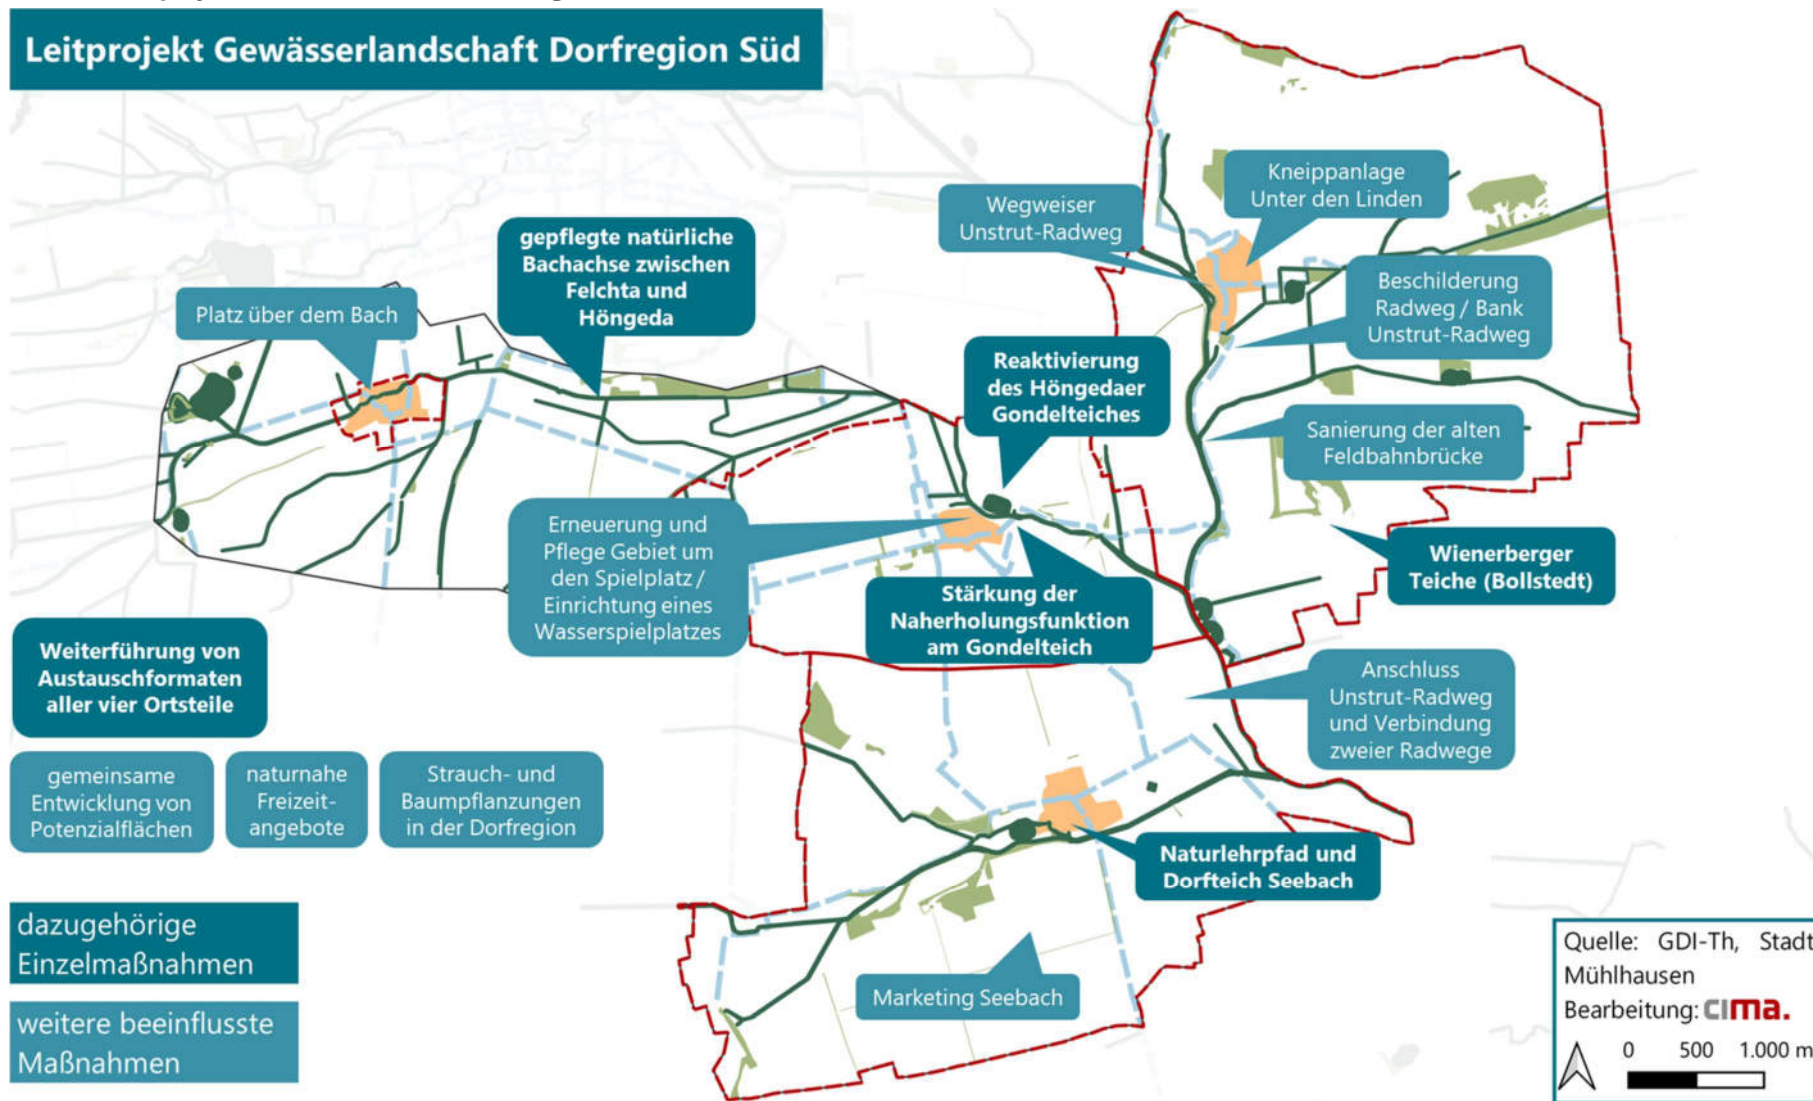 Leitprojekt Gewässerlandschaft Dorfregion Süd
Kneippanlage
Unter den Linden
Wegweiser
Unstrut-Radweg
gepflegte natürliche
Bachachse zwischen
Felchta und
Höngeda
Platz über dem Bach
Beschilderung
Radweg / Bank
Unstrut-Radweg
Reaktivierung
des Höngedaer
Gondelteiches
Sanierung der alten
Feldbahnbrücke
Erneuerung und
Pflege Gebiet um
den Spielplatz /
Einrichtung eines
Wasserspielplatzes
Wienerberger
Teiche (Bollstedt)
Stärkung der
Naherholungsfunktion
am Gondelteich
Weiterführung von
Austauschformaten
aller vier Ortsteile
Anschluss
Unstrut-Radweg
und Verbindung
zweier Radwege
gemeinsame
Entwicklung von
Potenzialflächen
naturnahe
Freizeit-
angebote
Strauch- und
Baumpflanzungen
in der Dorfregion
Naturlehrpfad und
Dorfteich Seebach
Marketing Seebach
dazugehörige
Einzelmaßnahmen
weitere beeinflusste
Maßnahmen
Quelle: GDI-Th, Stadt
Mühlhausen
Bearbeitung: cima.
0 500 1.000 m